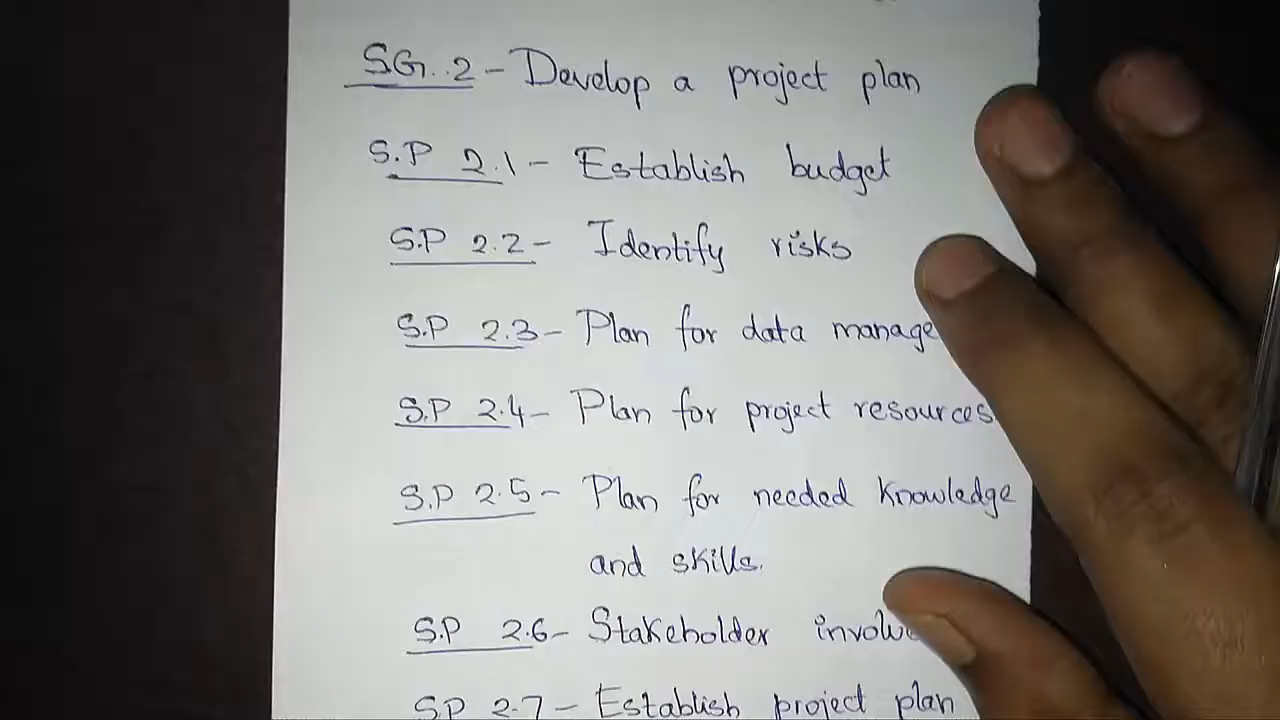 SG. 2 - Develop a project plan
S.P 2.1 - Establish budget
S.P 2.2 - Identify risks
S.P 2.3 - Plan for data manage
S.P 2.4 - Plan for project resources
S.P 2.5 - Plan for needed knowledge
and skills.
S.P 2.6 - Stakeholder involve
S.P 2.7 - Establish project plan